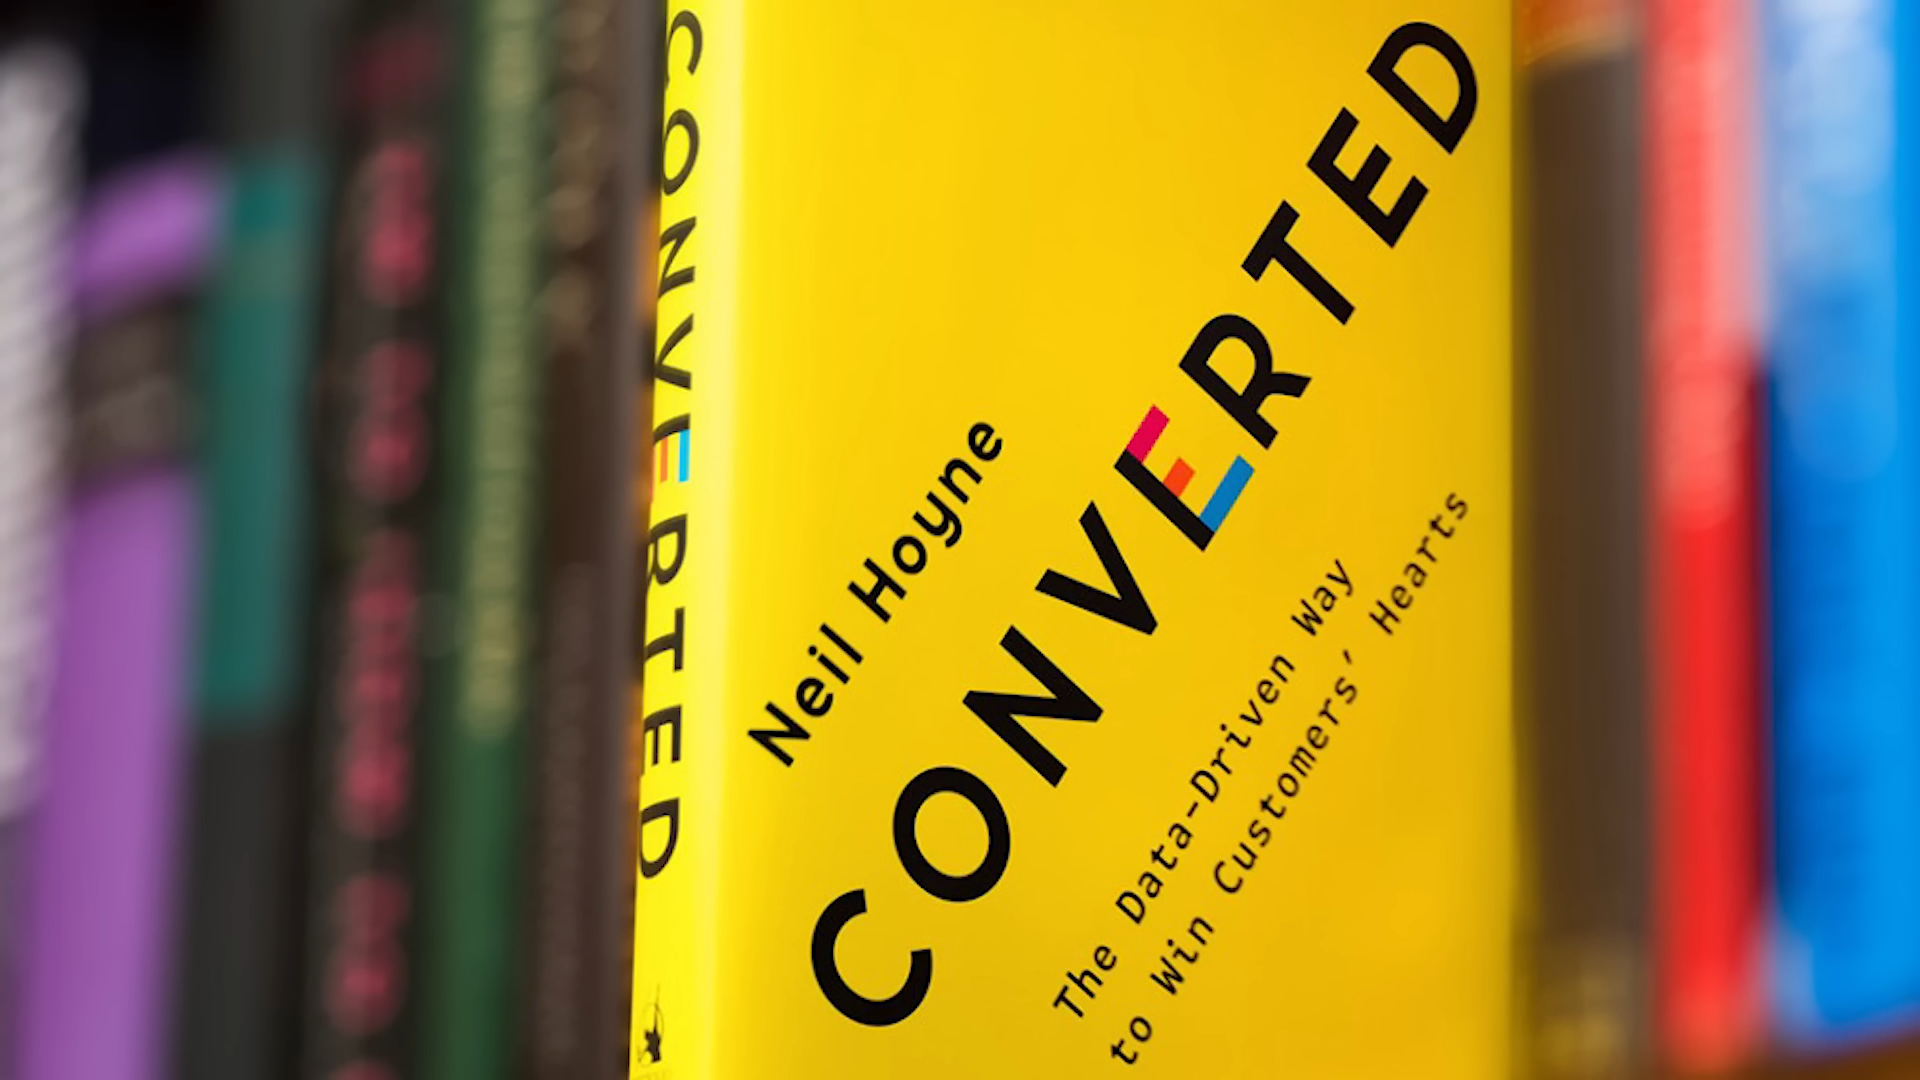 CONVERTED
Neil Hoyne
CONVERTED
The Data-Driven Way
to Win Customers’ Hearts